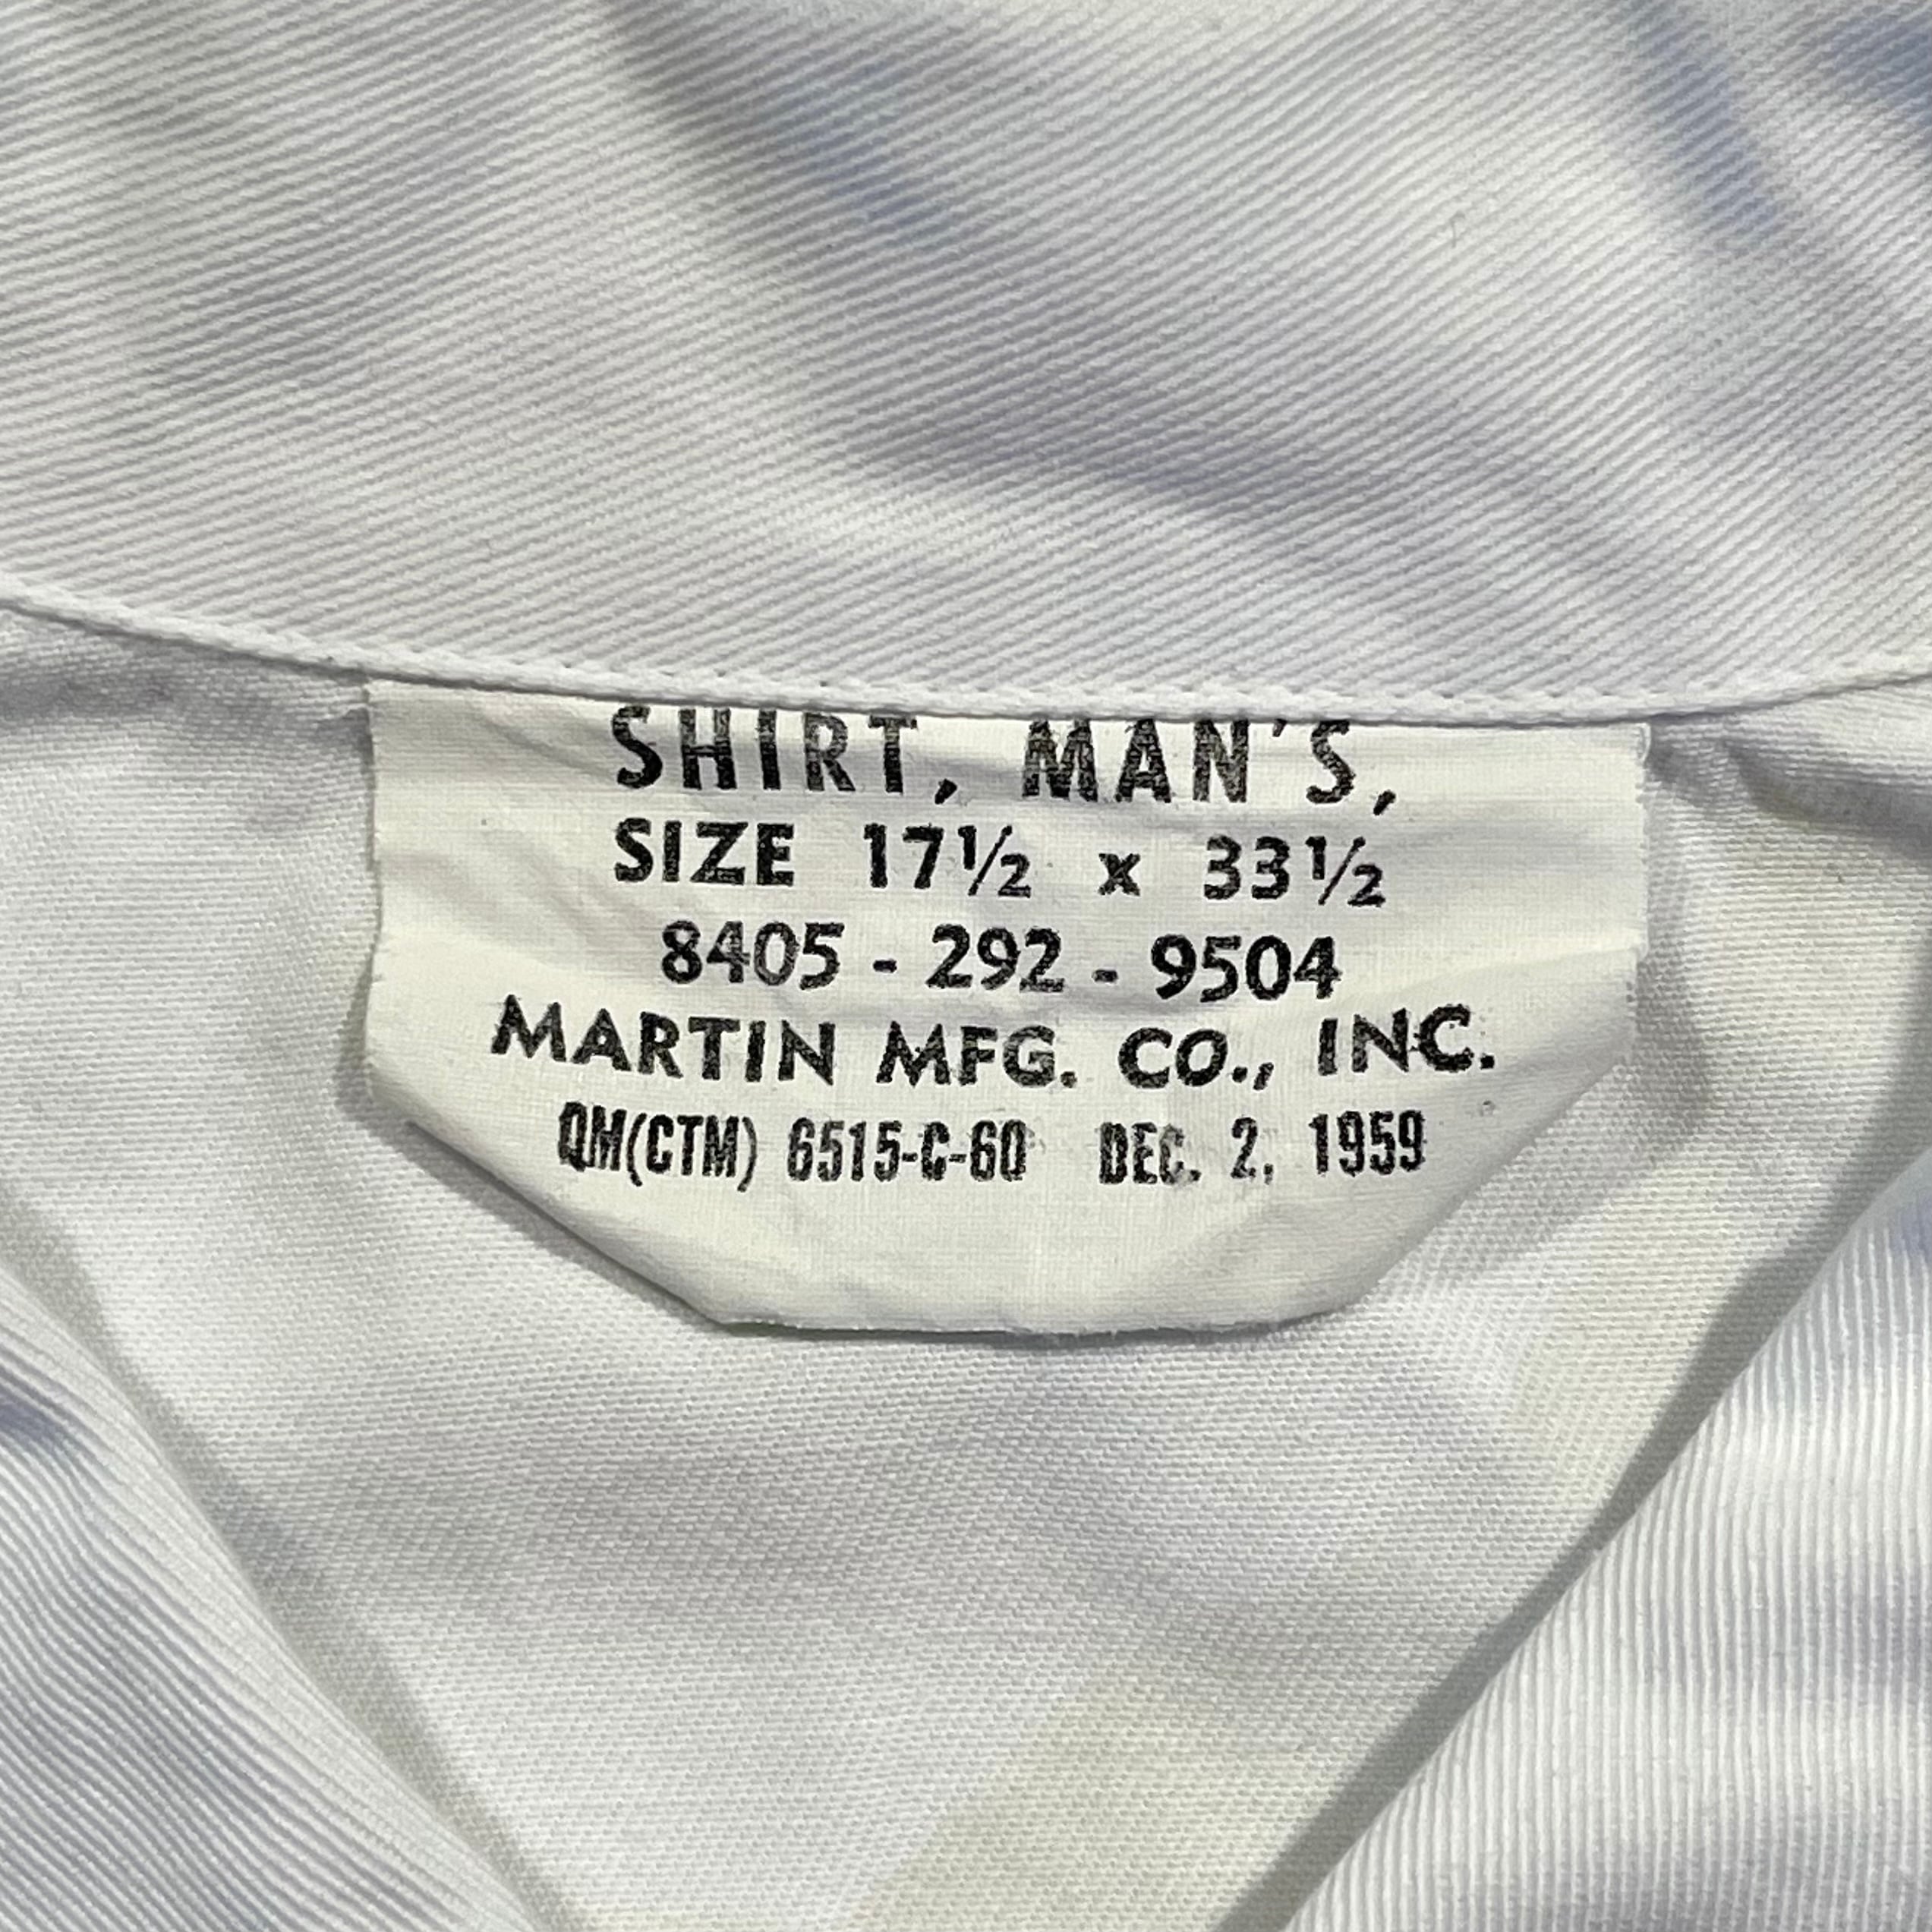 SHIRT, MAN'S,
SIZE 17½ x 33½
8405 - 292 - 9504
MARTIN MFG. CO., INC.
QM(CTM) 6515-C-60 DEC. 2, 1959